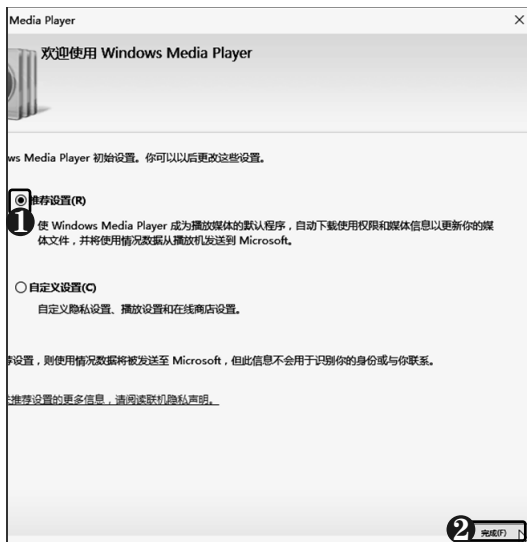 Media Player
欢迎使用 Windows Media Player
ws Media Player 初始设置。你可以以后更改这些设置。
推荐设置(R)
1
使 Windows Media Player 成为播放媒体的默认程序，自动下载使用权限和媒体信息以更新你的媒
体文件，并将使用情况数据从播放机发送到 Microsoft。
自定义设置(C)
自定义隐私设置、播放设置和在线商店设置。
设置，则使用情况数据将被发送至 Microsoft，但此信息不会用于识别你的身份或与你联系。
推荐设置的更多信息，请阅读联机隐私声明。
2 完成(F)